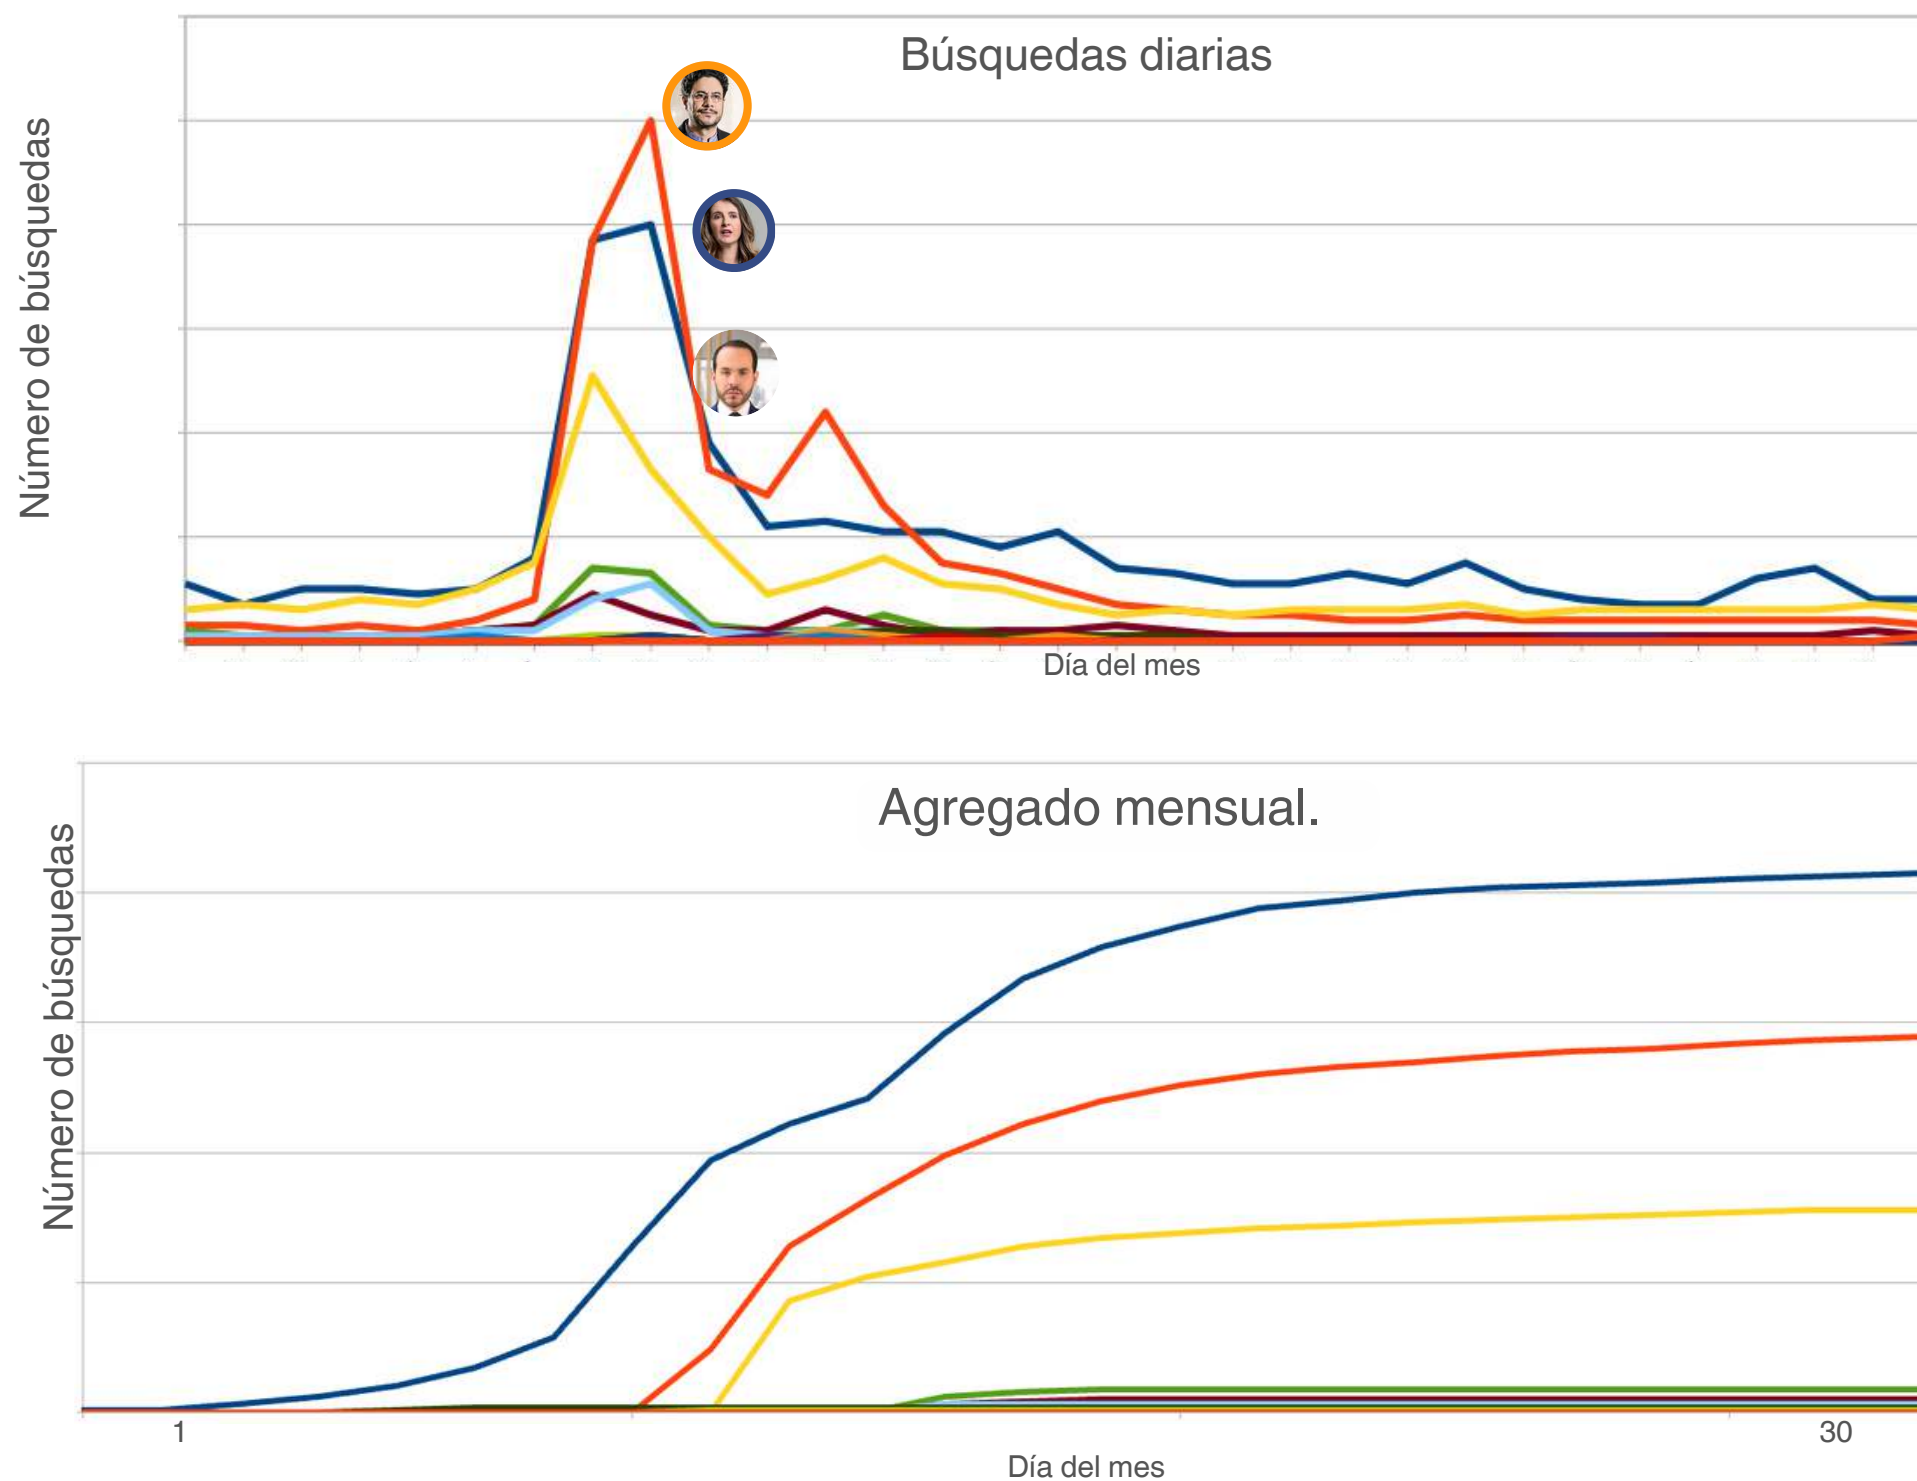 Búsquedas diarias
Número de búsquedas
Día del mes
Agregado mensual.
Número de búsquedas
1
30
Día del mes